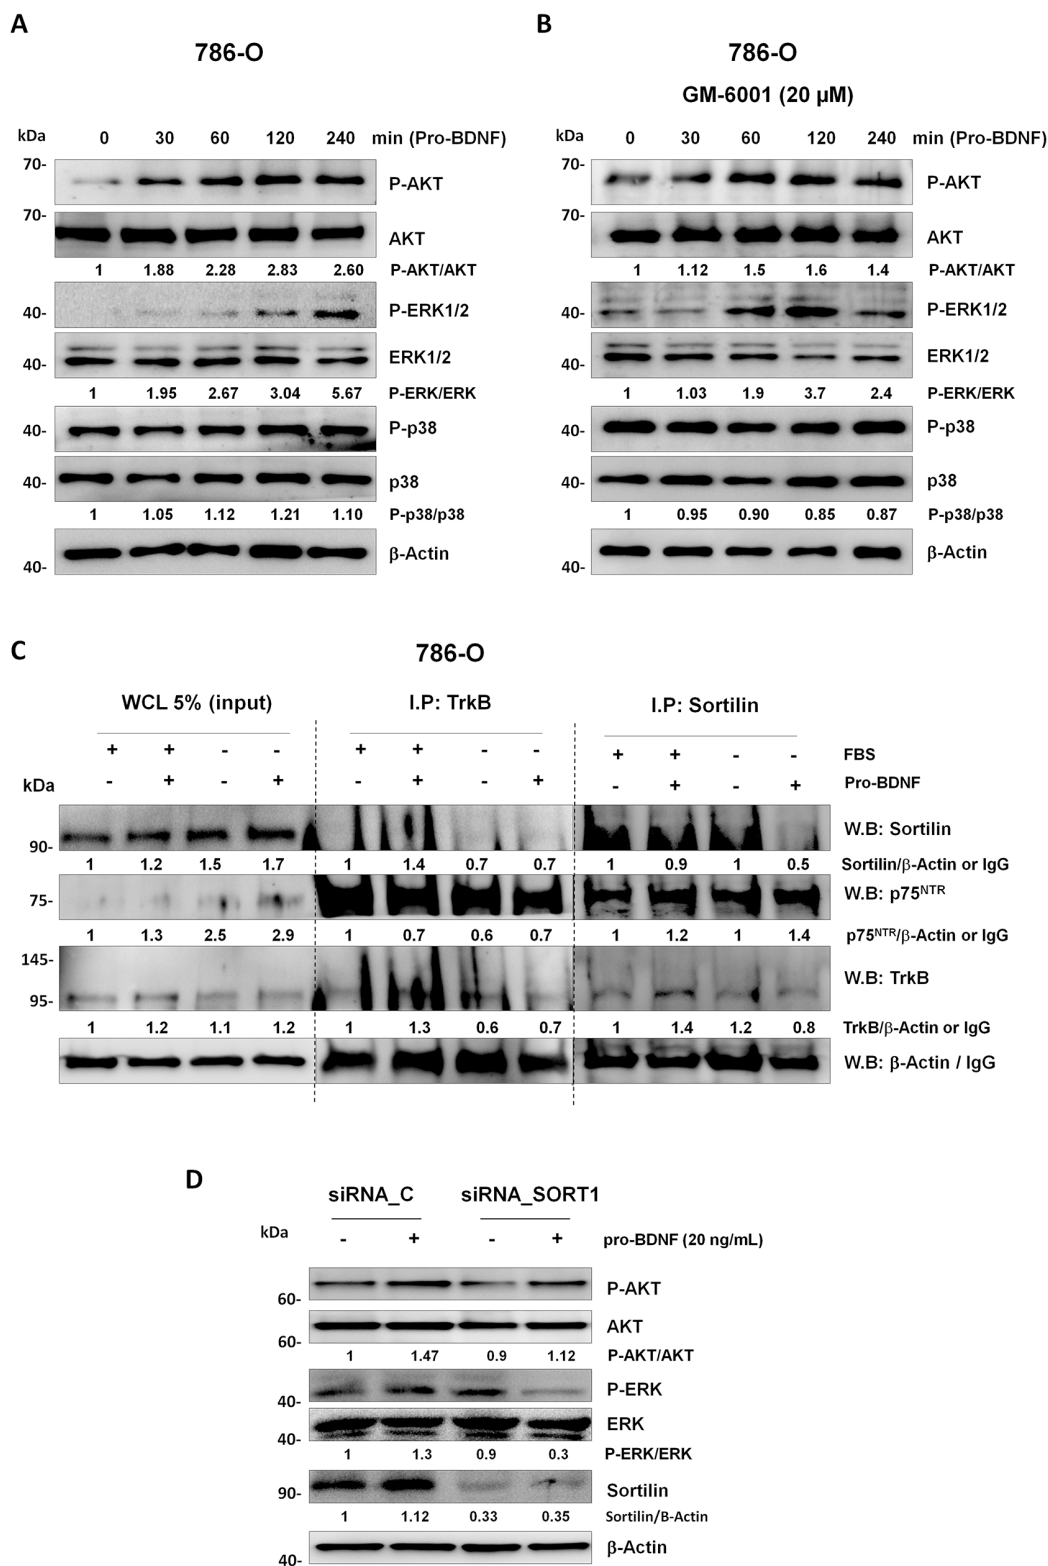 A
786-O
kDa 0 30 60 120 240 min (Pro-BDNF)
70- P-AKT
70- AKT
1 1.88 2.28 2.83 2.60 P-AKT/AKT
40- P-ERK1/2
40- ERK1/2
1 1.95 2.67 3.04 5.67 P-ERK/ERK
40- P-p38
40- p38
1 1.05 1.12 1.21 1.10 P-p38/p38
40- β-Actin
B
786-O
GM-6001 (20 µM)
kDa 0 30 60 120 240 min (Pro-BDNF)
70- P-AKT
70- AKT
1 1.12 1.5 1.6 1.4 P-AKT/AKT
40- P-ERK1/2
40- ERK1/2
1 1.03 1.9 3.7 2.4 P-ERK/ERK
40- P-p38
40- p38
1 0.95 0.90 0.85 0.87 P-p38/p38
40- β-Actin
C
786-O
WCL 5% (input) I.P: TrkB I.P: Sortilin
+ + - - + + - - + + - - FBS
kDa - + - + - + - + - + - + Pro-BDNF
90- W.B: Sortilin
1 1.2 1.5 1.7 1 1.4 0.7 0.7 1 0.9 1 0.5 Sortilin/β-Actin or IgG
75- W.B: p75NTR
1 1.3 2.5 2.9 1 0.7 0.6 0.7 1 1.2 1 1.4 p75NTR/β-Actin or IgG
145-
95- W.B: TrkB
1 1.2 1.1 1.2 1 1.3 0.6 0.7 1 1.4 1.2 0.8 TrkB/β-Actin or IgG
W.B: β-Actin / IgG
D
siRNA_C siRNA_SORT1
kDa - + - + pro-BDNF (20 ng/mL)
60- P-AKT
60- AKT
1 1.47 0.9 1.12 P-AKT/AKT
40- P-ERK
40- ERK
1 1.3 0.9 0.3 P-ERK/ERK
90- Sortilin
1 1.12 0.33 0.35 Sortilin/B-Actin
40- β-Actin